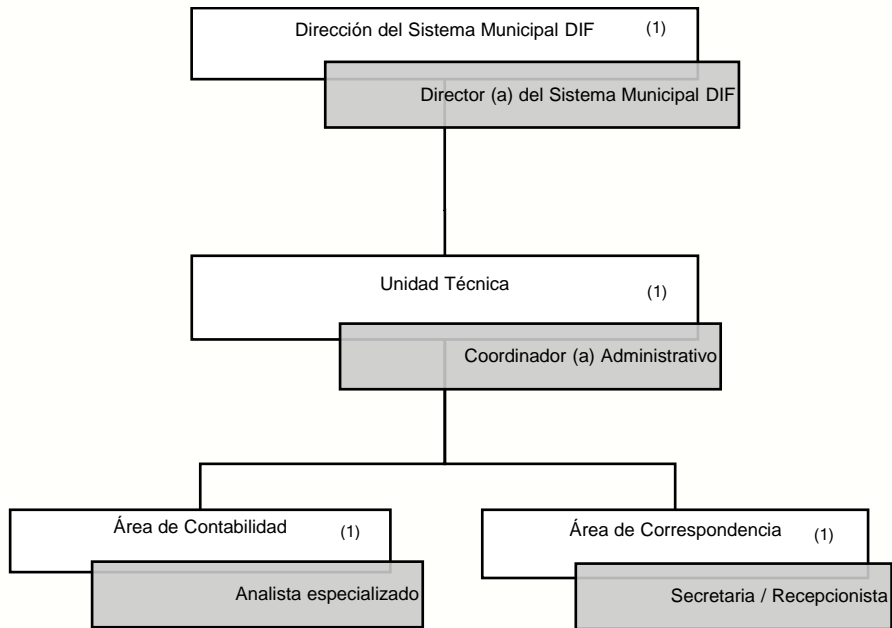 Dirección del Sistema Municipal DIF (1)
Director (a) del Sistema Municipal DIF
Unidad Técnica (1)
Coordinador (a) Administrativo
Área de Contabilidad (1)
Analista especializado
Área de Correspondencia (1)
Secretaria / Recepcionista